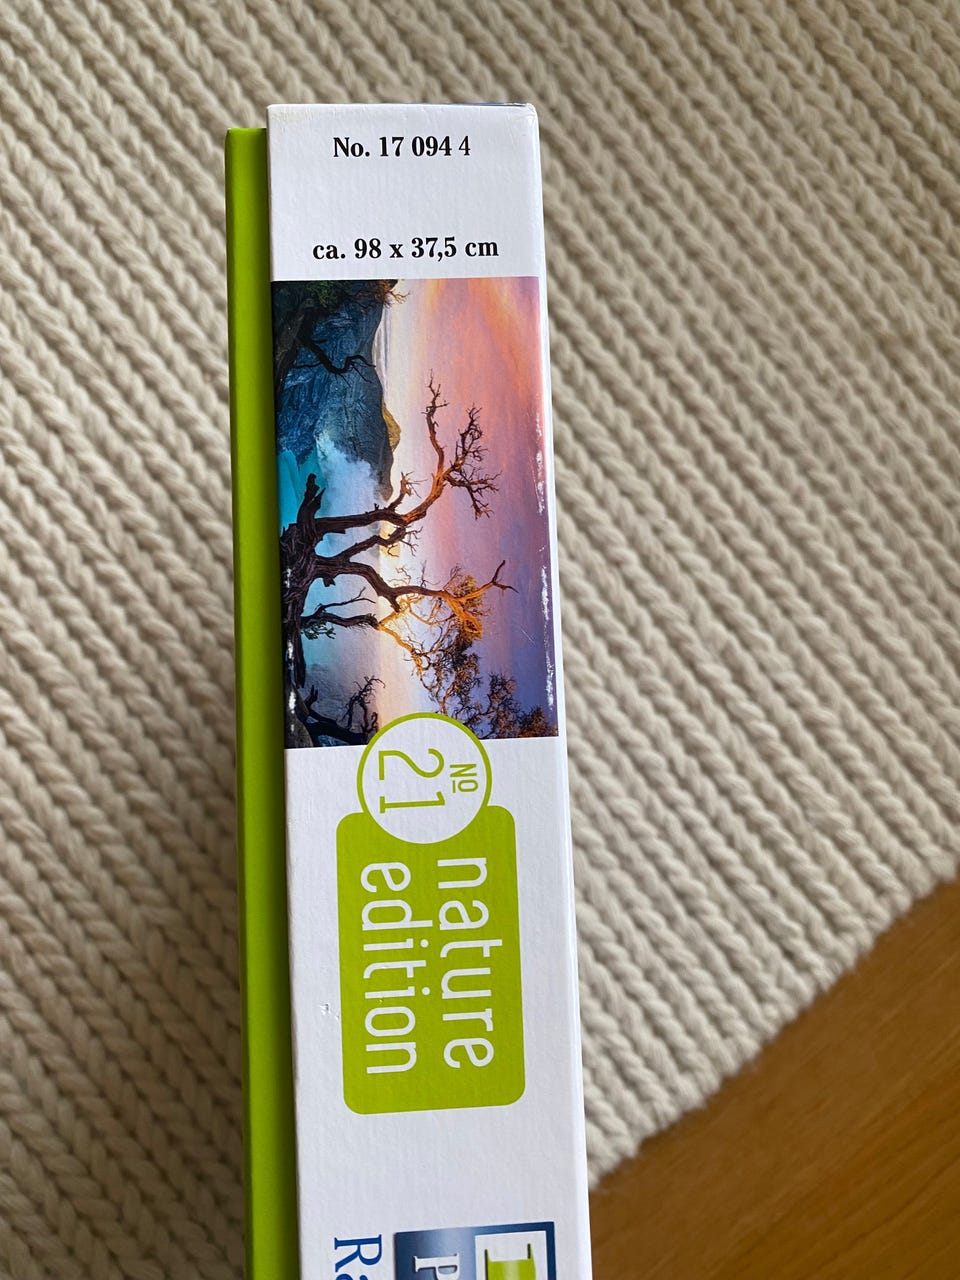 No. 17 094 4
ca. 98 x 37,5 cm
No
21
nature
edition